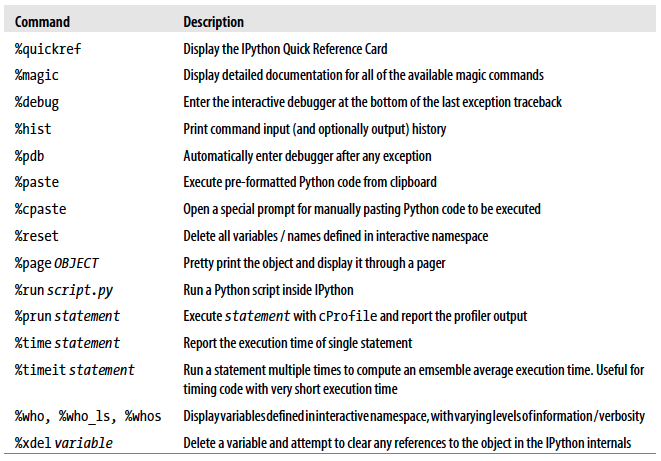 Command Description
%quickref Display the IPython Quick Reference Card
%magic Display detailed documentation for all of the available magic commands
%debug Enter the interactive debugger at the bottom of the last exception traceback
%hist Print command input (and optionally output) history
%pdb Automatically enter debugger after any exception
%paste Execute pre-formatted Python code from clipboard
%cpaste Open a special prompt for manually pasting Python code to be executed
%reset Delete all variables / names defined in interactive namespace
%page OBJECT Pretty print the object and display it through a pager
%run script.py Run a Python script inside IPython
%prun statement Execute statement with cProfile and report the profiler output
%time statement Report the execution time of single statement
%timeit statement Run a statement multiple times to compute an emsemble average execution time. Useful for
timing code with very short execution time
%who, %who_ls, %whos Display variables defined in interactive namespace, with varying levels of information / verbosity
%xdel variable Delete a variable and attempt to clear any references to the object in the IPython internals